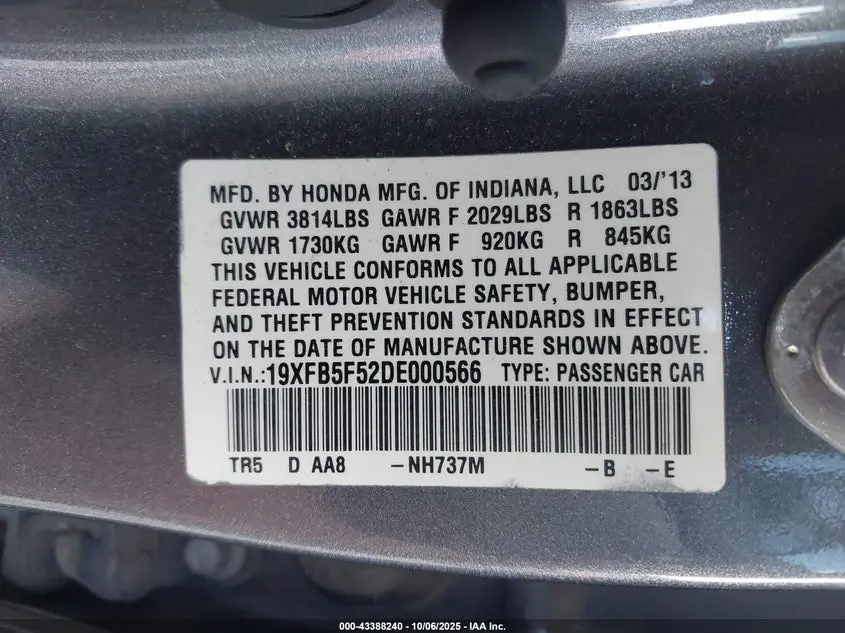 MFD. BY HONDA MFG. OF INDIANA, LLC 03/'13
GVWR 3814LBS GAWR F 2029LBS R 1863LBS
GVWR 1730KG GAWR F 920KG R 845KG
THIS VEHICLE CONFORMS TO ALL APPLICABLE
FEDERAL MOTOR VEHICLE SAFETY, BUMPER,
AND THEFT PREVENTION STANDARDS IN EFFECT
ON THE DATE OF MANUFACTURE SHOWN ABOVE.
V.I.N.:19XFB5F52DE000566 TYPE: PASSENGER CAR
TR5 D AA8 -NH737M -B -E
000-43388240 - 10/06/2025 - IAA Inc.